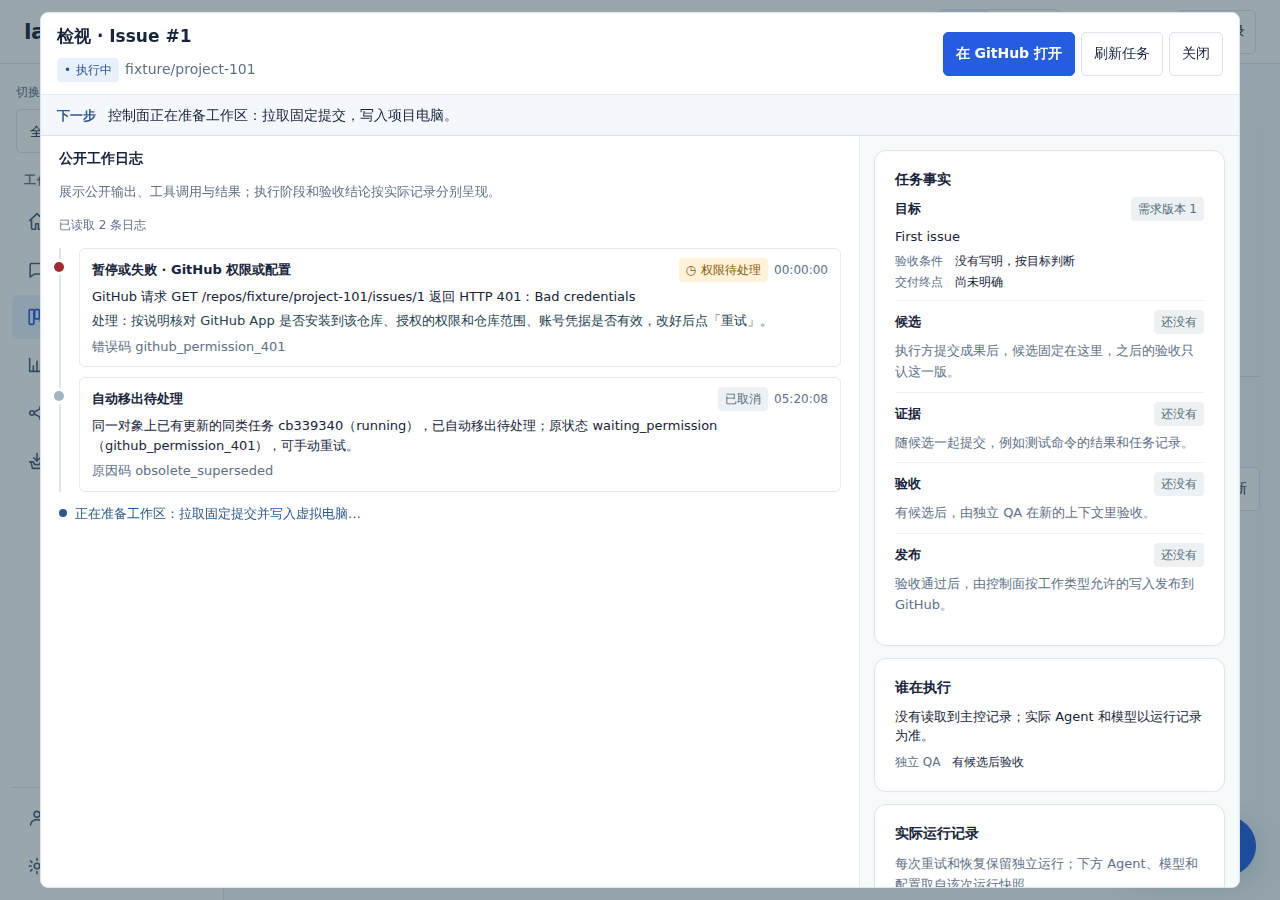 检视 · Issue #1
• 执行中 fixture/project-101
在 GitHub 打开
刷新任务
关闭
下一步 控制面正在准备工作区：拉取固定提交，写入项目电脑。
公开工作日志
展示公开输出、工具调用与结果；执行阶段和验收结论按实际记录分别呈现。
已读取 2 条日志
暂停或失败 · GitHub 权限或配置
权限待处理 00:00:00
GitHub 请求 GET /repos/fixture/project-101/issues/1 返回 HTTP 401：Bad credentials
处理：按说明核对 GitHub App 是否安装到该仓库、授权的权限和仓库范围、账号凭据是否有效，改好后点「重试」。
错误码 github_permission_401
自动移出待处理
已取消 05:20:08
同一对象上已有更新的同类任务 cb339340（running），已自动移出待处理；原状态 waiting_permission
（github_permission_401），可手动重试。
原因码 obsolete_superseded
正在准备工作区：拉取固定提交并写入虚拟电脑…
任务事实
目标 需求版本 1
First issue
验收条件 没有写明，按目标判断
交付终点 尚未明确
候选 还没有
执行方提交成果后，候选固定在这里，之后的验收只
认这一版。
证据 还没有
随候选一起提交，例如测试命令的结果和任务记录。
验收 还没有
有候选后，由独立 QA 在新的上下文里验收。
发布 还没有
验收通过后，由控制面按工作类型允许的写入发布到
GitHub。
谁在执行
没有读取到主控记录；实际 Agent 和模型以运行记录
为准。
独立 QA 有候选后验收
实际运行记录
每次重试和恢复保留独立运行；下方 Agent、模型和
配置取自该次运行快照
切换
全